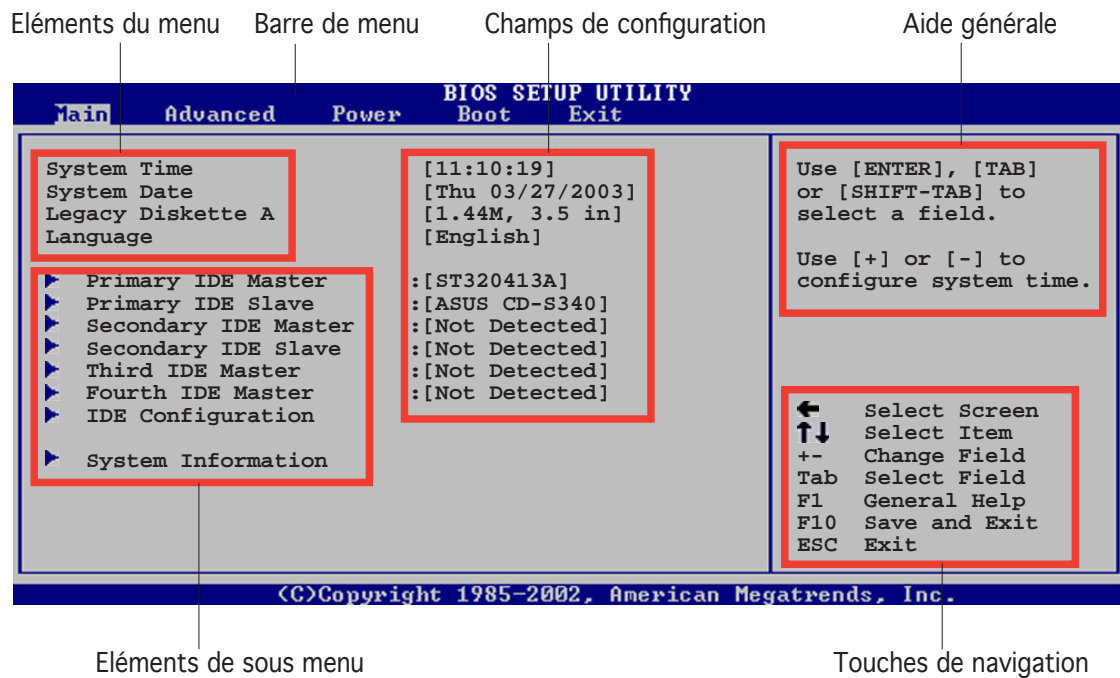 Eléments du menu Barre de menu Champs de configuration Aide générale
BIOS SETUP UTILITY
Main Advanced Power Boot Exit
System Time [11:10:19]
System Date [Thu 03/27/2003]
Legacy Diskette A [1.44M, 3.5 in]
Language [English]
Primary IDE Master :[ST320413A]
Primary IDE Slave :[ASUS CD-S340]
Secondary IDE Master :[Not Detected]
Secondary IDE Slave :[Not Detected]
Third IDE Master :[Not Detected]
Fourth IDE Master :[Not Detected]
IDE Configuration
System Information
Use [ENTER], [TAB]
or [SHIFT-TAB] to
select a field.
Use [+] or [-] to
configure system time.
← Select Screen
↑↓ Select Item
+- Change Field
Tab Select Field
F1 General Help
F10 Save and Exit
ESC Exit
(C)Copyright 1985-2002, American Megatrends, Inc.
Eléments de sous menu Touches de navigation